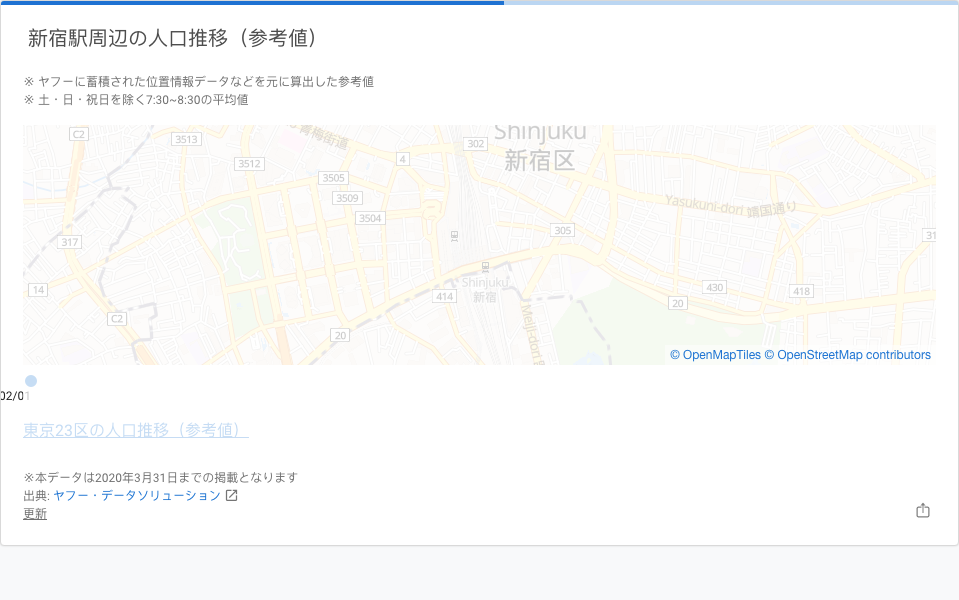 新宿駅周辺の人口推移（参考値）
※ ヤフーに蓄積された位置情報データなどを元に算出した参考値
※ 土・日・祝日を除く7:30~8:30の平均値
C2
3513
青梅街道
302
Shinjuku
新宿区
3512
4
3505
3509
3504
Yasukuni-dori 靖国通り
317
305
31
14
Shinjuku
新宿
414
430
418
20
C2
20
Meiji-dori
© OpenMapTiles © OpenStreetMap contributors
02/01
東京23区の人口推移（参考値）
※本データは2020年3月31日までの掲載となります
出典: ヤフー・データソリューション
更新